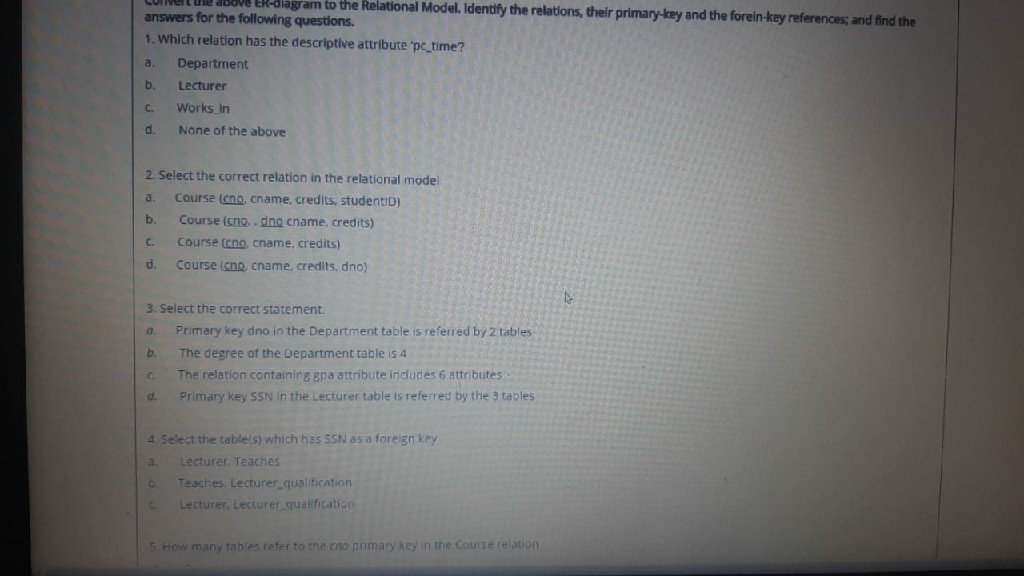 Convert the above ER-diagram to the Relational Model. Identify the relations, their primary-key and the forein-key references; and find the
answers for the following questions.
1. Which relation has the descriptive attribute 'pc_time'?
a. Department
b. Lecturer
c. Works_in
d. None of the above
2. Select the correct relation in the relational model
a. Course (cno, cname, credits, studentID)
b. Course (cno, , dno cname, credits)
c. Course (cno, cname, credits)
d. Course (cno, cname, credits, dno)
3. Select the correct statement.
a. Primary key dno in the Department table is referred by 2 tables
b. The degree of the Department table is 4
c. The relation containing gpa attribute includes 6 attributes
d. Primary key SSN in the Lecturer table is referred by the 3 tables
4. Select the table(s) which has SSN as a foreign key
a. Lecturer, Teaches
b. Teaches, Lecturer_qualification
c. Lecturer, Lecturer_qualification
5. How many tables refer to the cno primary key in the Course relation